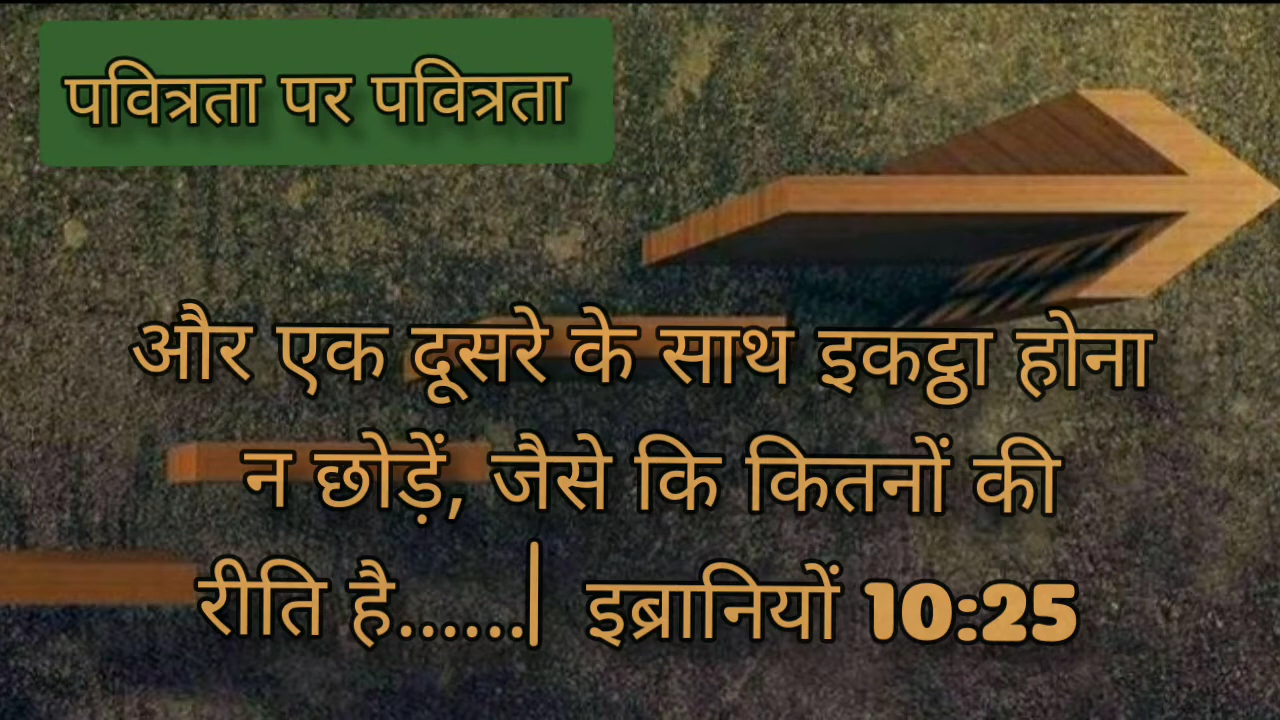 पवित्रता पर पवित्रता
और एक दूसरे के साथ इकट्ठा होना
न छोड़ें, जैसे कि कितनों की
रीति है......| इब्रानियों 10:25